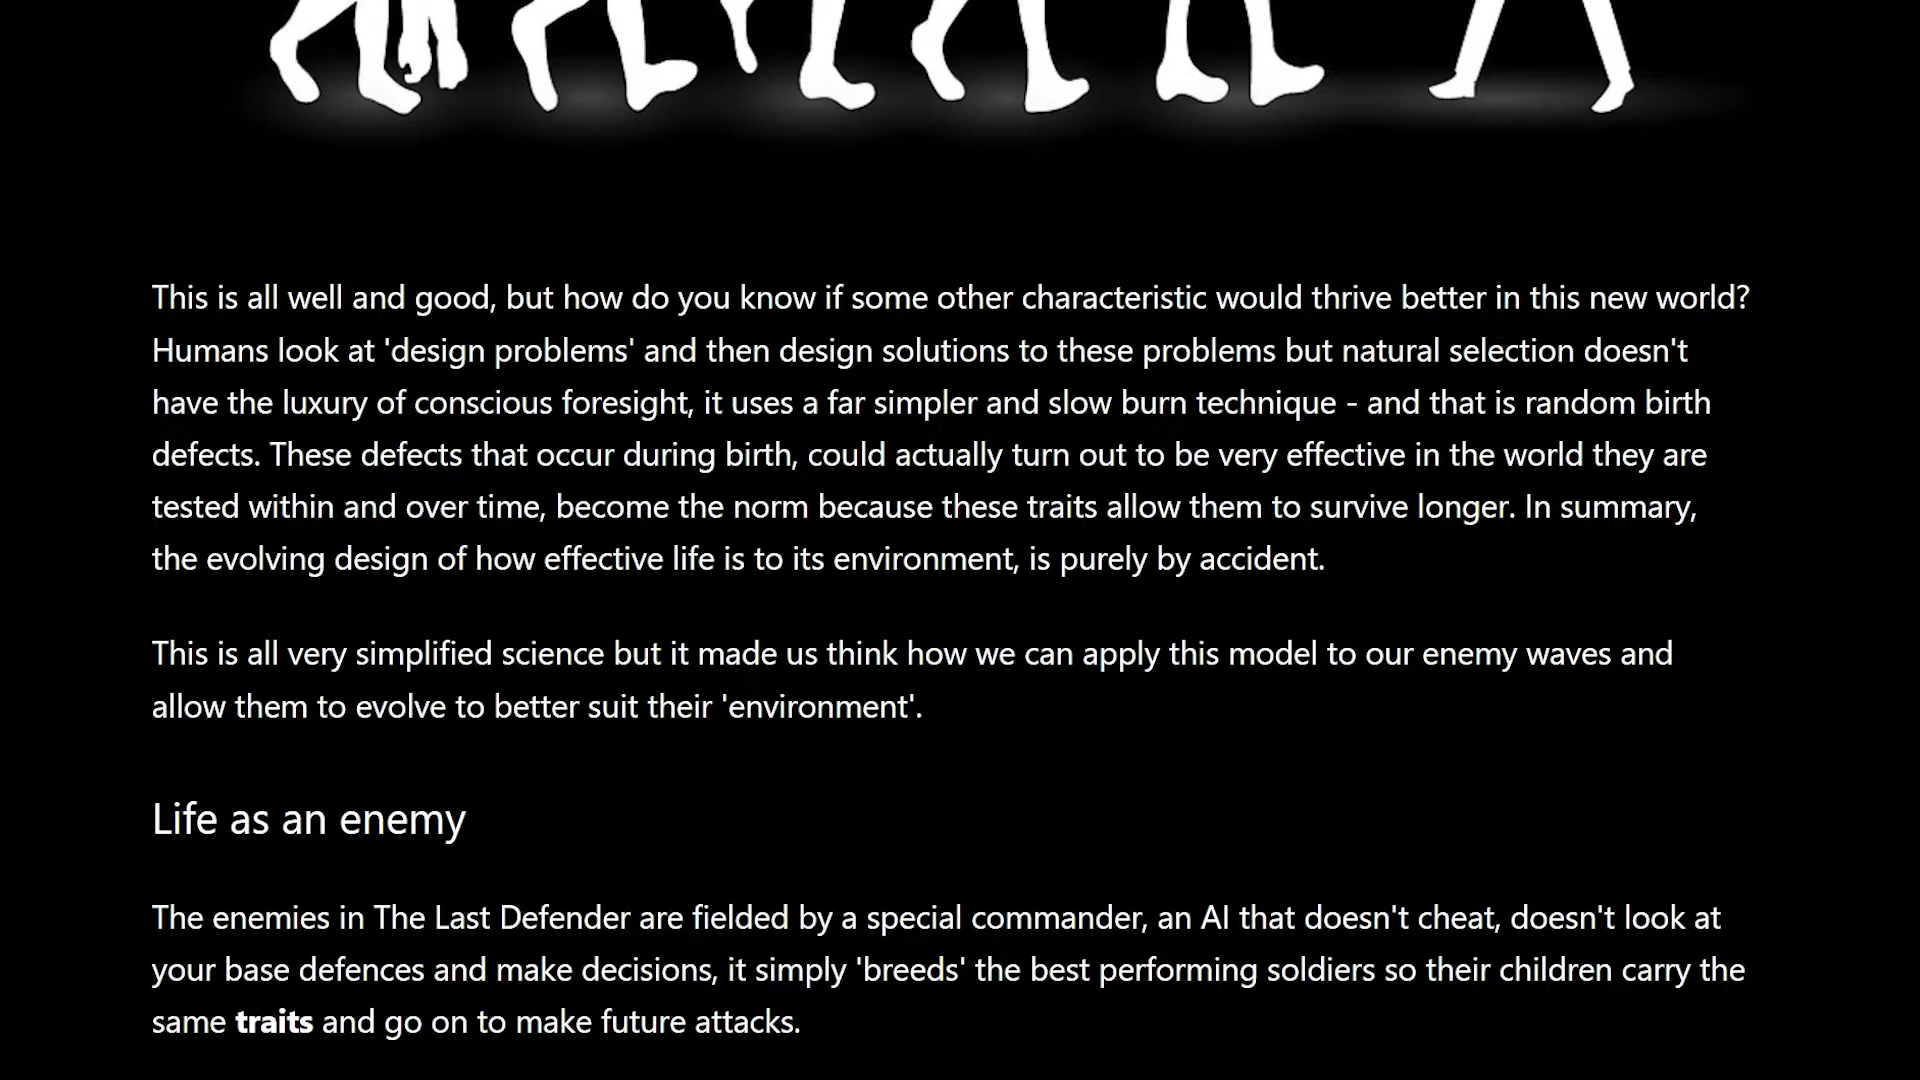 This is all well and good, but how do you know if some other characteristic would thrive better in this new world?
Humans look at 'design problems' and then design solutions to these problems but natural selection doesn't
have the luxury of conscious foresight, it uses a far simpler and slow burn technique - and that is random birth
defects. These defects that occur during birth, could actually turn out to be very effective in the world they are
tested within and over time, become the norm because these traits allow them to survive longer. In summary,
the evolving design of how effective life is to its environment, is purely by accident.
This is all very simplified science but it made us think how we can apply this model to our enemy waves and
allow them to evolve to better suit their 'environment'.
Life as an enemy
The enemies in The Last Defender are fielded by a special commander, an AI that doesn't cheat, doesn't look at
your base defences and make decisions, it simply 'breeds' the best performing soldiers so their children carry the
same traits and go on to make future attacks.